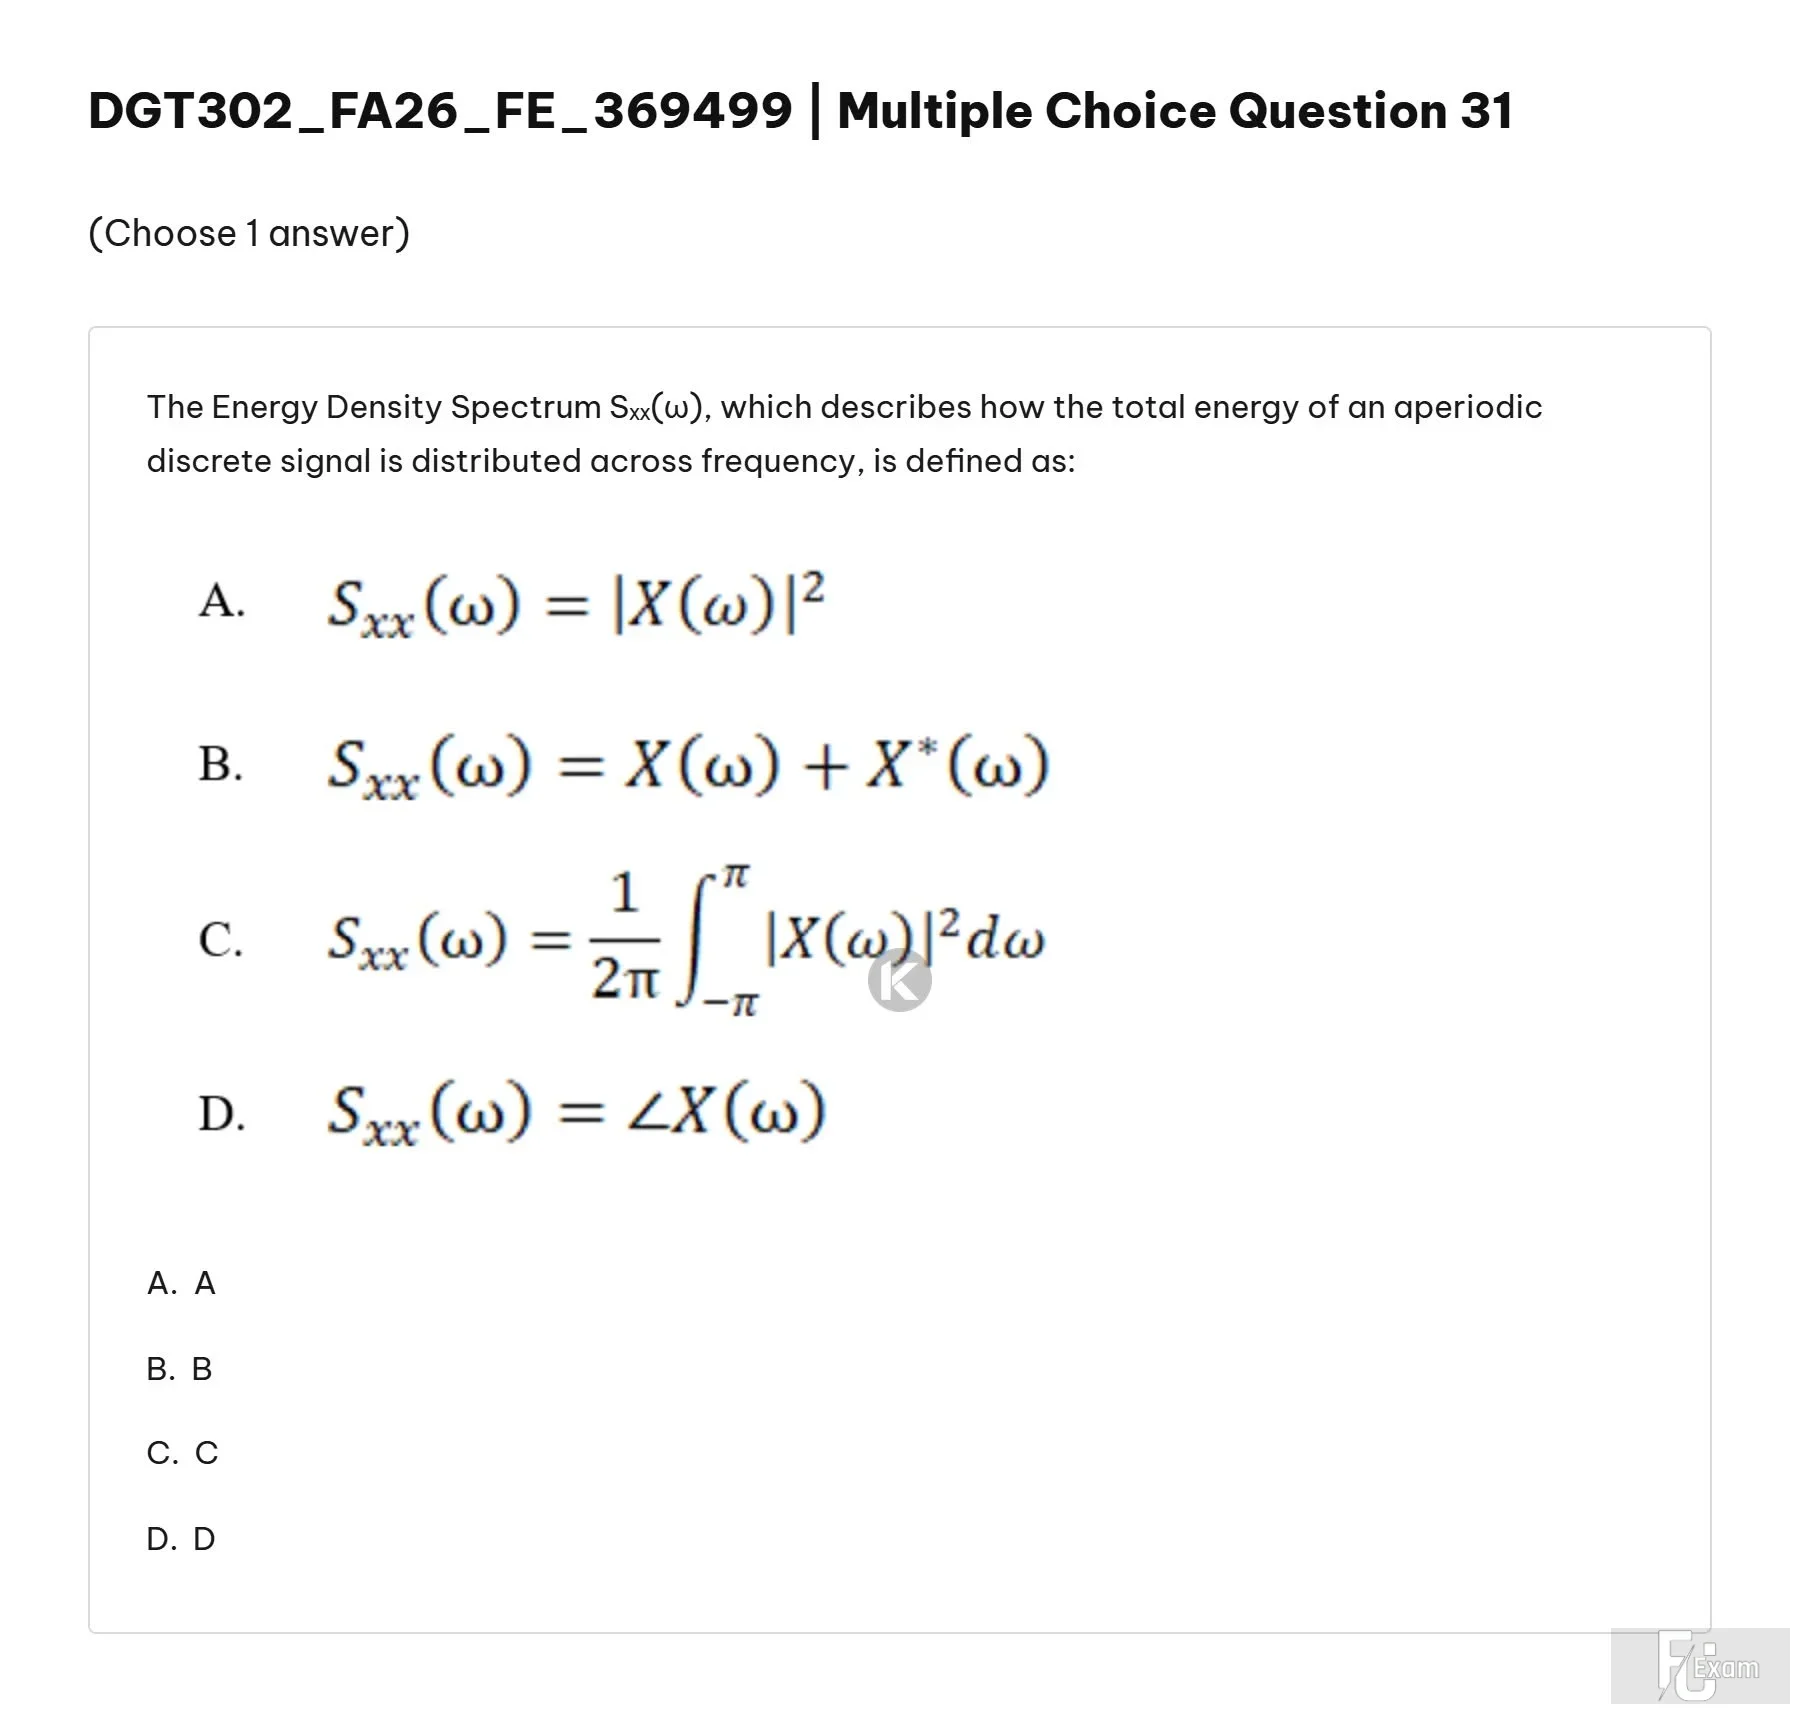 DGT302_FA26_FE_369499 | Multiple Choice Question 31
(Choose 1 answer)
The Energy Density Spectrum Sₓₓ(ω), which describes how the total energy of an aperiodic
discrete signal is distributed across frequency, is defined as:
A. Sₓₓ(ω) = |X(ω)|²
B. Sₓₓ(ω) = X(ω) + X*(ω)
C. Sₓₓ(ω) = 1/2π ∫_{-π}^{π} |X(ω)|² dω
K
D. Sₓₓ(ω) = ∠X(ω)
A. A
B. B
C. C
D. D
FU Exam